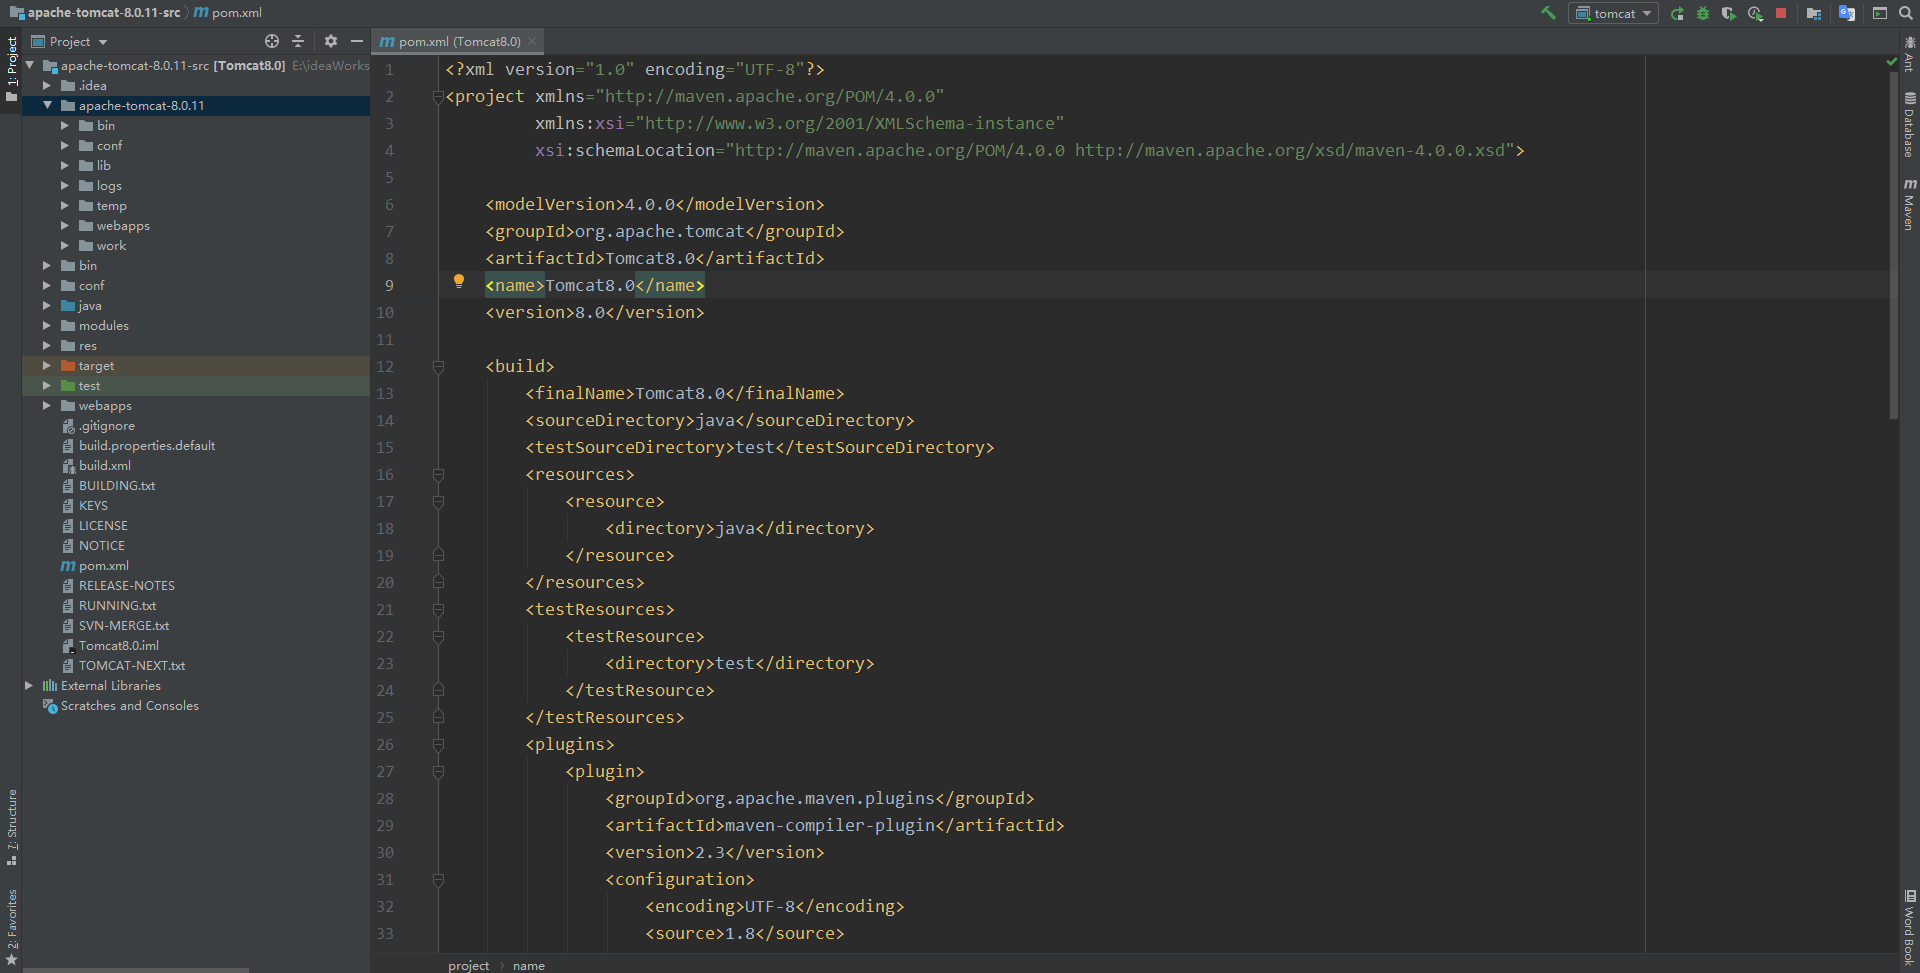 apache-tomcat-8.0.11-src
pom.xml
tomcat
Project
pom.xml (Tomcat8.0)
1: Project
apache-tomcat-8.0.11-src [Tomcat8.0] E:\ideaWorks
.idea
apache-tomcat-8.0.11
bin
conf
lib
logs
temp
webapps
work
bin
conf
java
modules
res
target
test
webapps
.gitignore
build.properties.default
build.xml
BUILDING.txt
KEYS
LICENSE
NOTICE
pom.xml
RELEASE-NOTES
RUNNING.txt
SVN-MERGE.txt
Tomcat8.0.iml
TOMCAT-NEXT.txt
External Libraries
Scratches and Consoles
7: Structure
2: Favorites
1 <?xml version="1.0" encoding="UTF-8"?>
2 <project xmlns="http://maven.apache.org/POM/4.0.0"
3 xmlns:xsi="http://www.w3.org/2001/XMLSchema-instance"
4 xsi:schemaLocation="http://maven.apache.org/POM/4.0.0 http://maven.apache.org/xsd/maven-4.0.0.xsd">
5
6 <modelVersion>4.0.0</modelVersion>
7 <groupId>org.apache.tomcat</groupId>
8 <artifactId>Tomcat8.0</artifactId>
9 <name>Tomcat8.0</name>
10 <version>8.0</version>
11
12 <build>
13 <finalName>Tomcat8.0</finalName>
14 <sourceDirectory>java</sourceDirectory>
15 <testSourceDirectory>test</testSourceDirectory>
16 <resources>
17 <resource>
18 <directory>java</directory>
19 </resource>
20 </resources>
21 <testResources>
22 <testResource>
23 <directory>test</directory>
24 </testResource>
25 </testResources>
26 <plugins>
27 <plugin>
28 <groupId>org.apache.maven.plugins</groupId>
29 <artifactId>maven-compiler-plugin</artifactId>
30 <version>2.3</version>
31 <configuration>
32 <encoding>UTF-8</encoding>
33 <source>1.8</source>
project › name
Ant
Database
Maven
Word Book